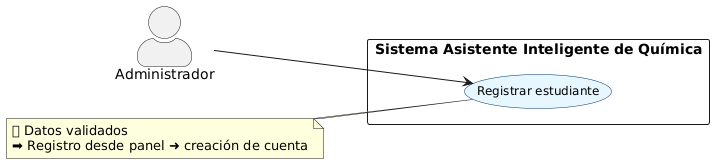 Sistema Asistente Inteligente de Química
Administrador
Registrar estudiante
Datos validados
➡ Registro desde panel ➜ creación de cuenta